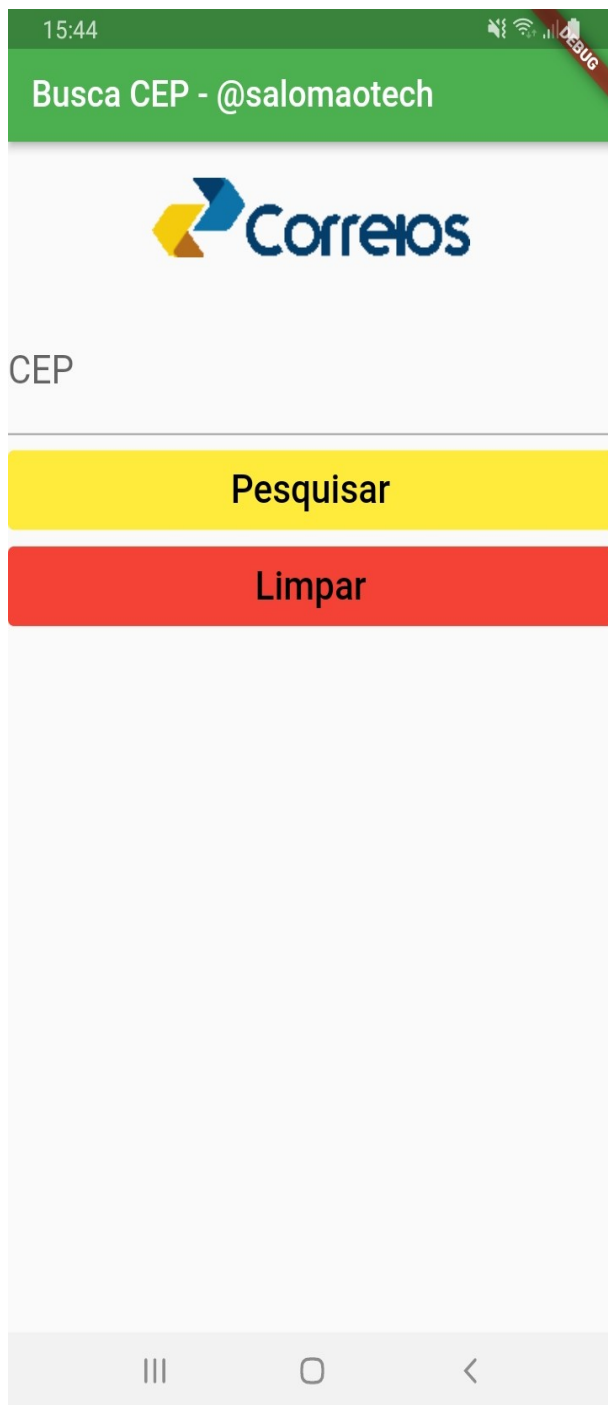 15:44
DEBUG
Busca CEP - @salomaotech
Correios
CEP
Pesquisar
Limpar